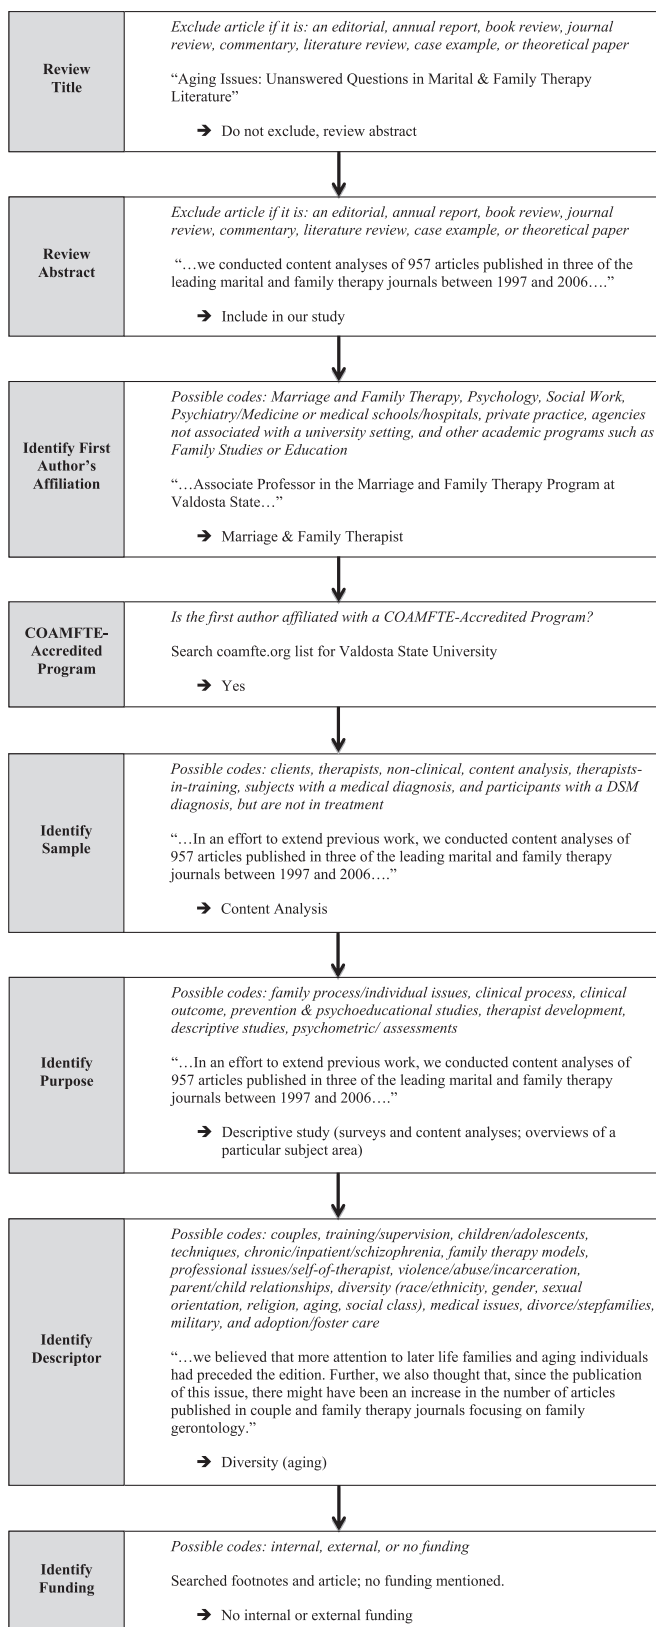 Review
Title
Exclude article if it is: an editorial, annual report, book review, journal
review, commentary, literature review, case example, or theoretical paper
“Aging Issues: Unanswered Questions in Marital & Family Therapy
Literature”
➔ Do not exclude, review abstract
Review
Abstract
Exclude article if it is: an editorial, annual report, book review, journal
review, commentary, literature review, case example, or theoretical paper
“…we conducted content analyses of 957 articles published in three of the
leading marital and family therapy journals between 1997 and 2006….”
➔ Include in our study
Identify First
Author’s
Affiliation
Possible codes: Marriage and Family Therapy, Psychology, Social Work,
Psychiatry/Medicine or medical schools/hospitals, private practice, agencies
not associated with a university setting, and other academic programs such as
Family Studies or Education
“…Associate Professor in the Marriage and Family Therapy Program at
Valdosta State…”
➔ Marriage & Family Therapist
COAMFTE-
Accredited
Program
Is the first author affiliated with a COAMFTE-Accredited Program?
Search coamfte.org list for Valdosta State University
➔ Yes
Identify
Sample
Possible codes: clients, therapists, non-clinical, content analysis, therapists-
in-training, subjects with a medical diagnosis, and participants with a DSM
diagnosis, but are not in treatment
“…In an effort to extend previous work, we conducted content analyses of
957 articles published in three of the leading marital and family therapy
journals between 1997 and 2006….”
➔ Content Analysis
Identify
Purpose
Possible codes: family process/individual issues, clinical process, clinical
outcome, prevention & psychoeducational studies, therapist development,
descriptive studies, psychometric/ assessments
“…In an effort to extend previous work, we conducted content analyses of
957 articles published in three of the leading marital and family therapy
journals between 1997 and 2006….”
➔ Descriptive study (surveys and content analyses; overviews of a
particular subject area)
Identify
Descriptor
Possible codes: couples, training/supervision, children/adolescents,
techniques, chronic/inpatient/schizophrenia, family therapy models,
professional issues/self-of-therapist, violence/abuse/incarceration,
parent/child relationships, diversity (race/ethnicity, gender, sexual
orientation, religion, aging, social class), medical issues, divorce/stepfamilies,
military, and adoption/foster care
“…we believed that more attention to later life families and aging individuals
had preceded the edition. Further, we also thought that, since the publication
of this issue, there might have been an increase in the number of articles
published in couple and family therapy journals focusing on family
gerontology.”
➔ Diversity (aging)
Identify
Funding
Possible codes: internal, external, or no funding
Searched footnotes and article; no funding mentioned.
➔ No internal or external funding